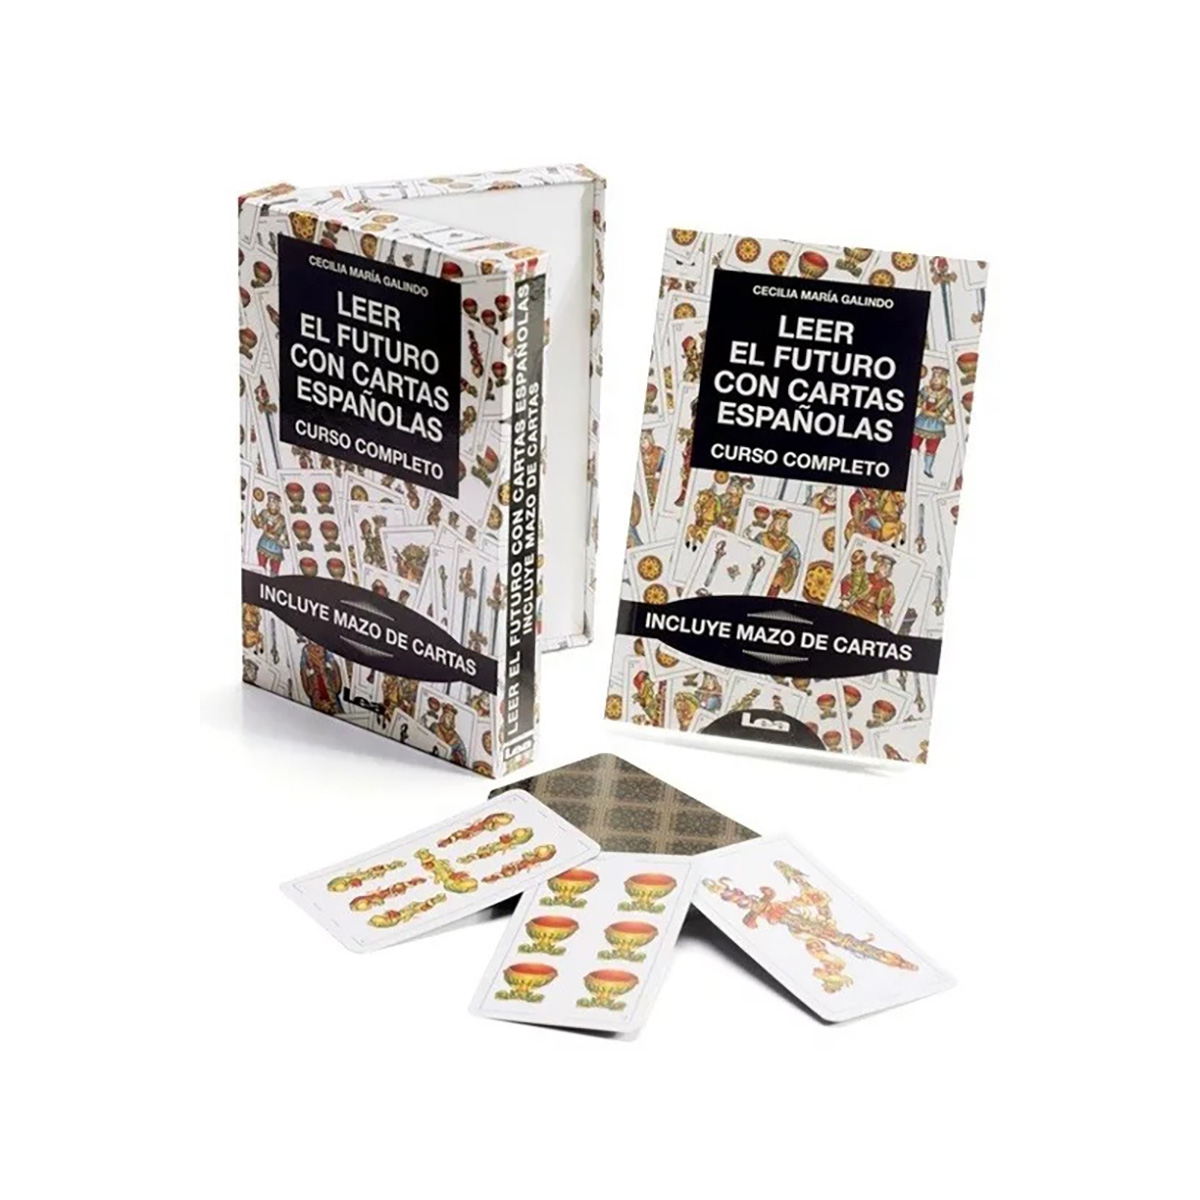 CECILIA MARÍA GALINDO
LEER
EL FUTURO
CON CARTAS
ESPAÑOLAS
CURSO COMPLETO
INCLUYE MAZO DE CARTAS
Lea
LEER EL FUTURO CON CARTAS ESPAÑOLAS
INCLUYE MAZO DE CARTAS
Lea
CECILIA MARÍA GALINDO
LEER
EL FUTURO
CON CARTAS
ESPAÑOLAS
CURSO COMPLETO
INCLUYE MAZO DE CARTAS
Lea